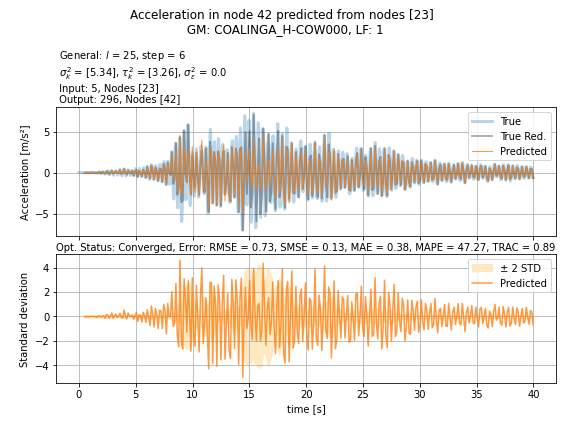 Acceleration in node 42 predicted from nodes [23]
GM: COALINGA_H-COW000, LF: 1
General: l = 25, step = 6
σ²ₖ = [5.34], τ²ₖ = [3.26], σ²ₑ = 0.0
Input: 5, Nodes [23]
Output: 296, Nodes [42]
True
True Red.
Predicted
Acceleration [m/s²]
5
0
−5
Opt. Status: Converged, Error: RMSE = 0.73, SMSE = 0.13, MAE = 0.38, MAPE = 47.27, TRAC = 0.89
± 2 STD
Predicted
Standard deviation
4
2
0
−2
−4
0 5 10 15 20 25 30 35 40
time [s]